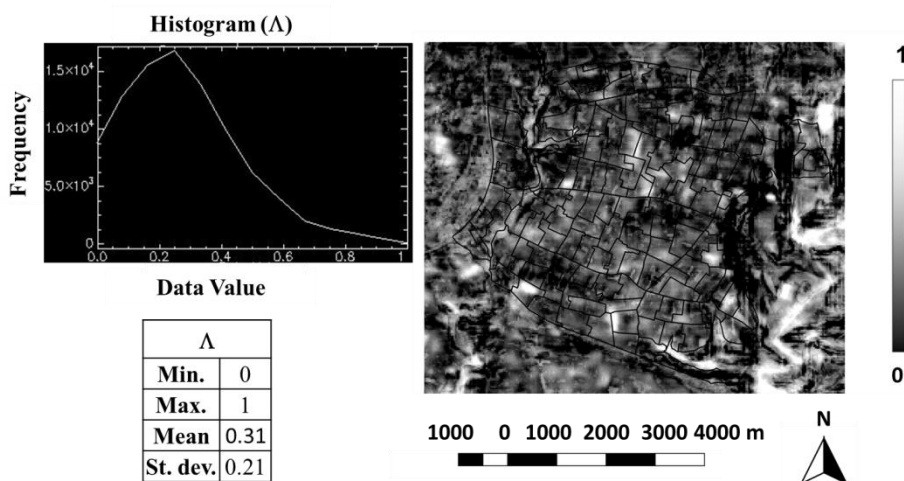 Histogram (Λ)
1.5×10⁴
1.0×10⁴
5.0×10³
0
0.0 0.2 0.4 0.6 0.8 1.0
Frequency
Data Value
Λ
Min. 0
Max. 1
Mean 0.31
St. dev. 0.21
1
0
1000 0 1000 2000 3000 4000 m
N